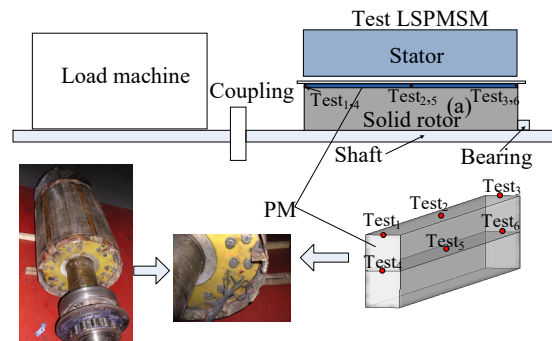 Test LSPMSM
Stator
Load machine
Coupling
Test1,4
Test2,5
(a)
Test3,6
Solid rotor
Shaft
Bearing
PM
Test3
Test2
Test1
Test6
Test5
Test4